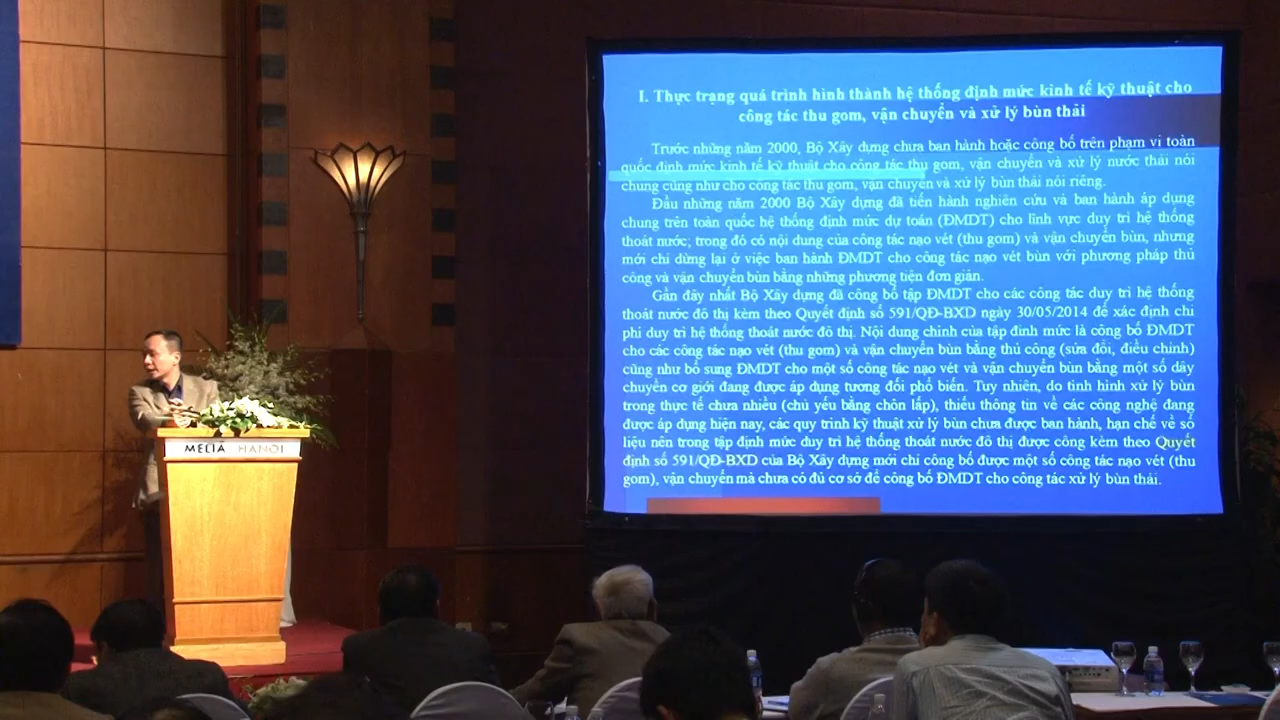 MELIÃ HANOI
I. Thực trạng quá trình hình thành hệ thống định mức kinh tế kỹ thuật cho
công tác thu gom, vận chuyển và xử lý bùn thải
Trước những năm 2000, Bộ Xây dựng chưa ban hành hoặc công bố trên phạm vi toàn
quốc định mức kinh tế kỹ thuật cho công tác thu gom, vận chuyển và xử lý nước thải nói
chung cũng như cho công tác thu gom, vận chuyển và xử lý bùn thải nói riêng.
Đầu những năm 2000 Bộ Xây dựng đã tiến hành nghiên cứu và ban hành áp dụng
chung trên toàn quốc hệ thống định mức dự toán (ĐMDT) cho lĩnh vực duy trì hệ thống
thoát nước; trong đó có nội dung của công tác nạo vét (thu gom) và vận chuyển bùn, nhưng
mới chỉ dừng lại ở việc ban hành ĐMDT cho công tác nạo vét bùn với phương pháp thủ
công và vận chuyển bùn bằng những phương tiện đơn giản.
Gần đây nhất Bộ Xây dựng đã công bố tập ĐMDT cho các công tác duy trì hệ thống
thoát nước đô thị kèm theo Quyết định số 591/QĐ-BXD ngày 30/05/2014 để xác định chi
phí duy trì hệ thống thoát nước đô thị. Nội dung chính của tập định mức là công bố ĐMDT
cho các công tác nạo vét (thu gom) và vận chuyển bùn bằng thủ công (sửa đổi, điều chỉnh)
cũng như bổ sung ĐMDT cho một số công tác nạo vét và vận chuyển bùn bằng một số dây
chuyền cơ giới đang được áp dụng tương đối phổ biến. Tuy nhiên, do tình hình xử lý bùn
trong thực tế chưa nhiều (chủ yếu bằng chôn lấp), thiếu thông tin về các công nghệ đang
được áp dụng hiện nay, các quy trình kỹ thuật xử lý bùn chưa được ban hành, hạn chế về số
liệu nên trong tập định mức duy trì hệ thống thoát nước đô thị được công kèm theo Quyết
định số 591/QĐ-BXD của Bộ Xây dựng mới chỉ công bố được một số công tác nạo vét (thu
gom), vận chuyển mà chưa có đủ cơ sở để công bố ĐMDT cho công tác xử lý bùn thải.